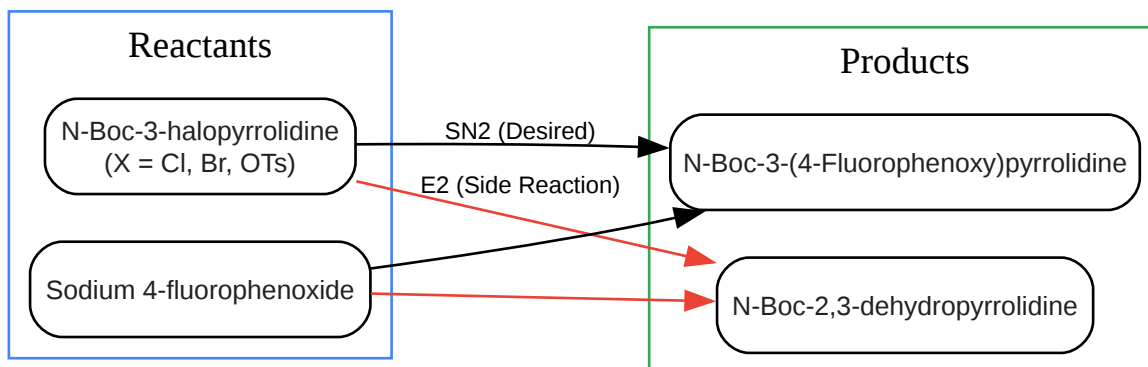 Reactants
N-Boc-3-halopyrrolidine
(X = Cl, Br, OTs)
Sodium 4-fluorophenoxide
SN2 (Desired)
E2 (Side Reaction)
Products
N-Boc-3-(4-Fluorophenoxy)pyrrolidine
N-Boc-2,3-dehydropyrrolidine